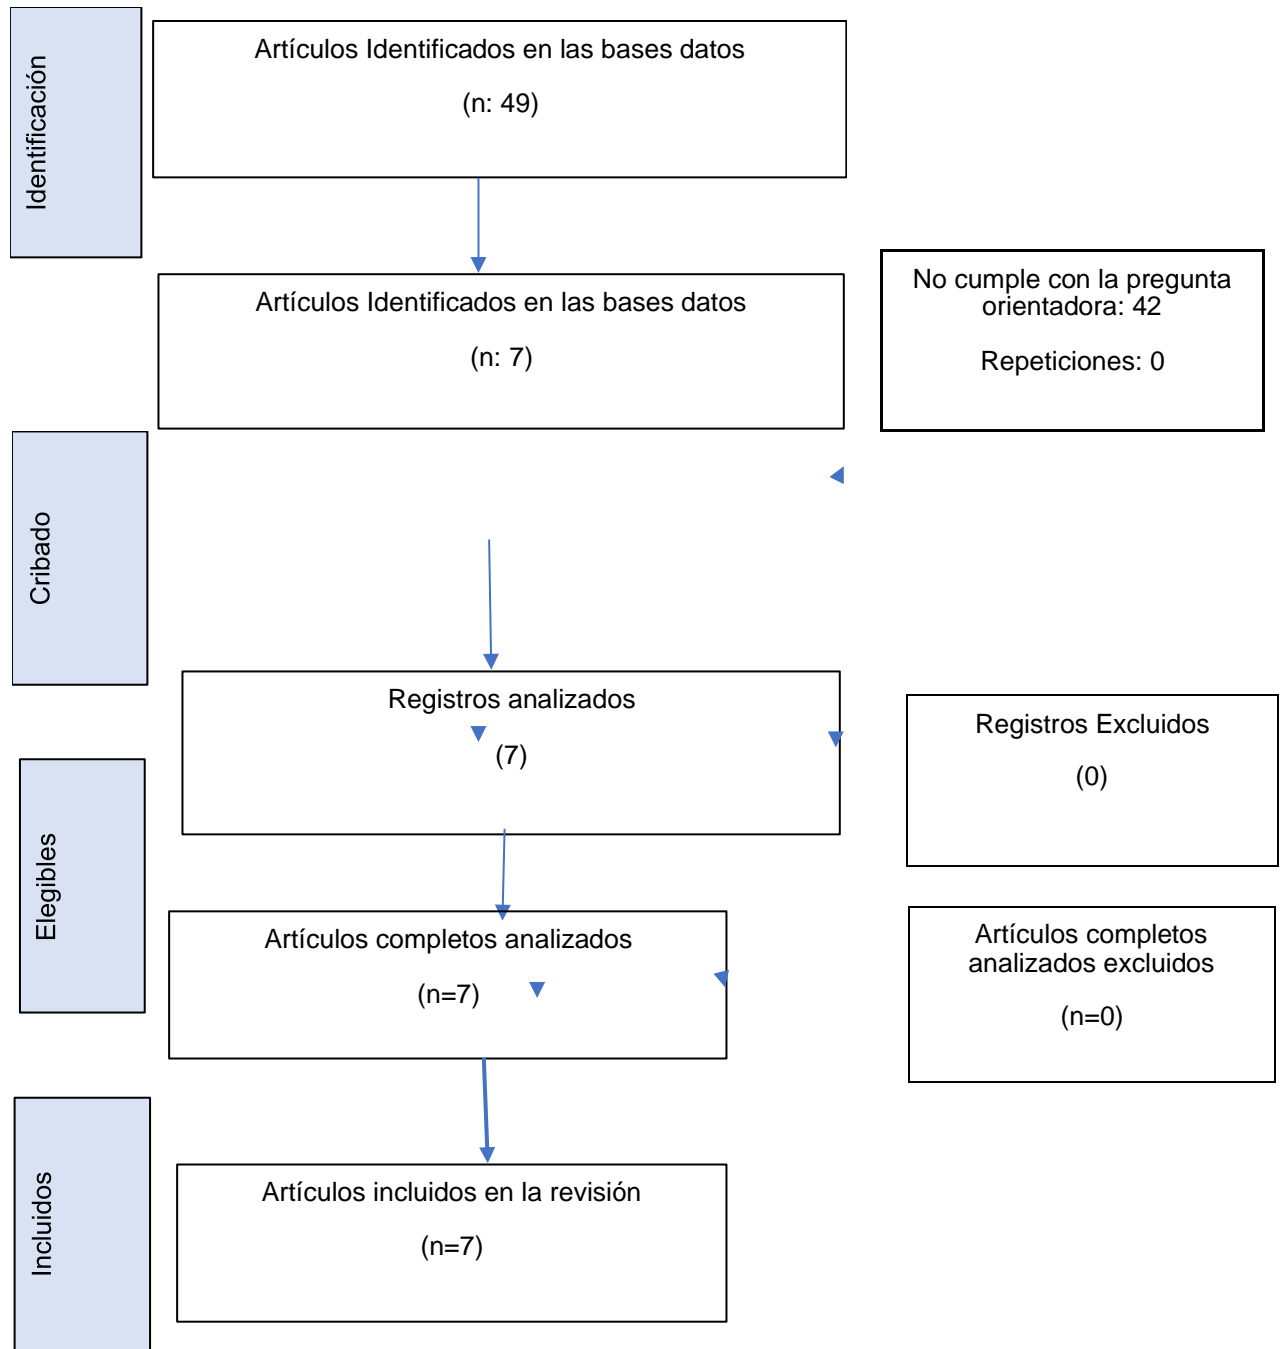 Identificación
Artículos Identificados en las bases datos
(n: 49)
Artículos Identificados en las bases datos
(n: 7)
No cumple con la pregunta
orientadora: 42
Repeticiones: 0
Cribado
Registros analizados
(7)
Registros Excluidos
(0)
Elegibles
Artículos completos analizados
(n=7)
Artículos completos
analizados excluidos
(n=0)
Incluidos
Artículos incluidos en la revisión
(n=7)